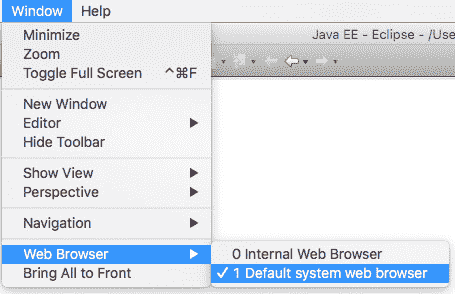 Window Help
Java EE - Eclipse - /Use
Minimize
Zoom
Toggle Full Screen ^⌘F
New Window
Editor ▶
Hide Toolbar
Show View ▶
Perspective ▶
Navigation ▶
Web Browser ▶
0 Internal Web Browser
Bring All to Front
✓ 1 Default system web browser